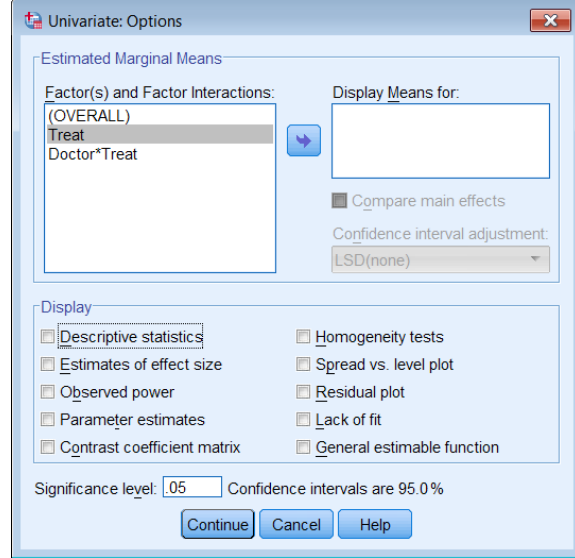 Univariate: Options
Estimated Marginal Means
Factor(s) and Factor Interactions:
(OVERALL)
Treat
Doctor*Treat
Display Means for:
Compare main effects
Confidence interval adjustment:
LSD(none)
Display
Descriptive statistics
Estimates of effect size
Observed power
Parameter estimates
Contrast coefficient matrix
Homogeneity tests
Spread vs. level plot
Residual plot
Lack of fit
General estimable function
Significance level: .05 Confidence intervals are 95.0%
Continue Cancel Help